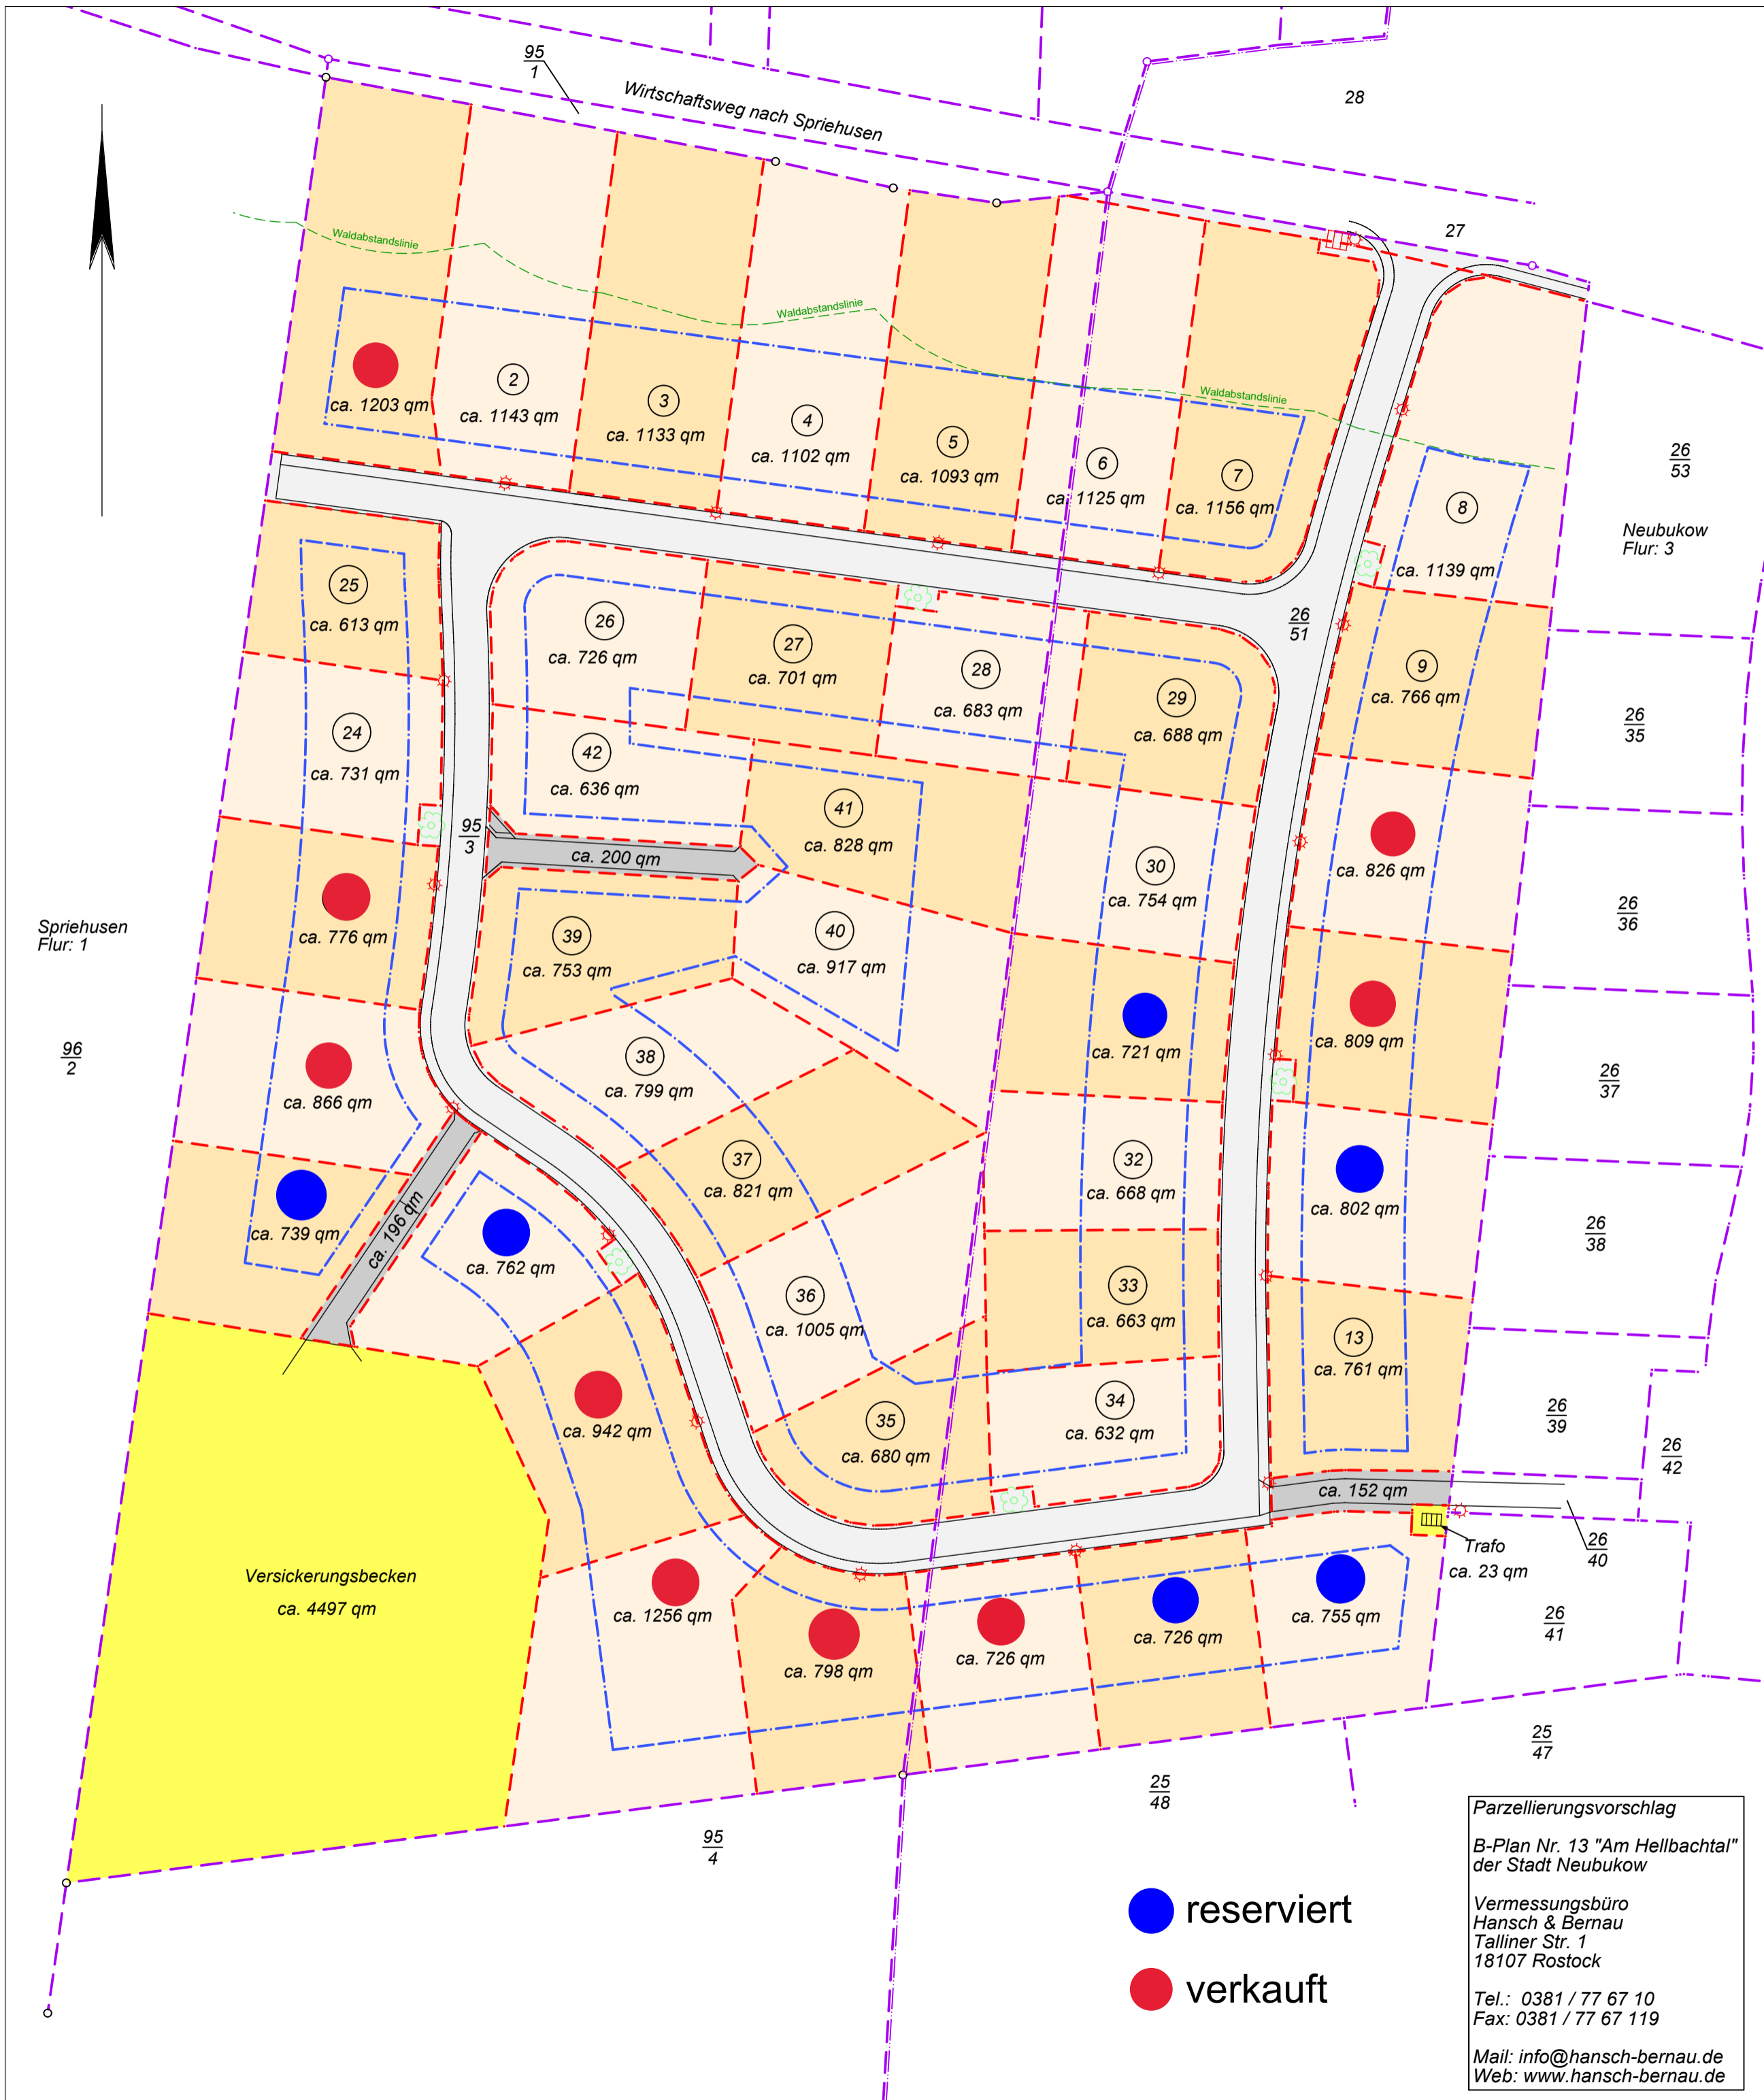 95
1
Wirtschaftsweg nach Spriehusen
28
27
Waldabstandslinie
Waldabstandslinie
Waldabstandslinie
ca. 1203 qm
2
ca. 1143 qm
3
ca. 1133 qm
4
ca. 1102 qm
5
ca. 1093 qm
6
ca. 1125 qm
7
ca. 1156 qm
8
ca. 1139 qm
26
53
Neubukow
Flur: 3
25
ca. 613 qm
26
ca. 726 qm
27
ca. 701 qm
28
ca. 683 qm
29
ca. 688 qm
26
51
9
ca. 766 qm
26
35
24
ca. 731 qm
42
ca. 636 qm
41
ca. 828 qm
95
3
ca. 200 qm
30
ca. 754 qm
ca. 826 qm
26
36
Spriehusen
Flur: 1
ca. 776 qm
39
ca. 753 qm
40
ca. 917 qm
ca. 721 qm
ca. 809 qm
26
37
96
2
ca. 866 qm
38
ca. 799 qm
37
ca. 821 qm
32
ca. 668 qm
ca. 802 qm
26
38
ca. 739 qm
ca. 196 qm
ca. 762 qm
36
ca. 1005 qm
33
ca. 663 qm
13
ca. 761 qm
26
39
26
42
ca. 942 qm
35
ca. 680 qm
34
ca. 632 qm
ca. 152 qm
Trafo
ca. 23 qm
26
40
Versickerungsbecken
ca. 4497 qm
ca. 1256 qm
ca. 798 qm
ca. 726 qm
ca. 726 qm
ca. 755 qm
26
41
25
47
25
48
95
4
reserviert
verkauft
Parzellierungsvorschlag
B-Plan Nr. 13 "Am Hellbachtal"
der Stadt Neubukow
Vermessungsbüro
Hansch & Bernau
Talliner Str. 1
18107 Rostock
Tel.: 0381 / 77 67 10
Fax: 0381 / 77 67 119
Mail: info@hansch-bernau.de
Web: www.hansch-bernau.de